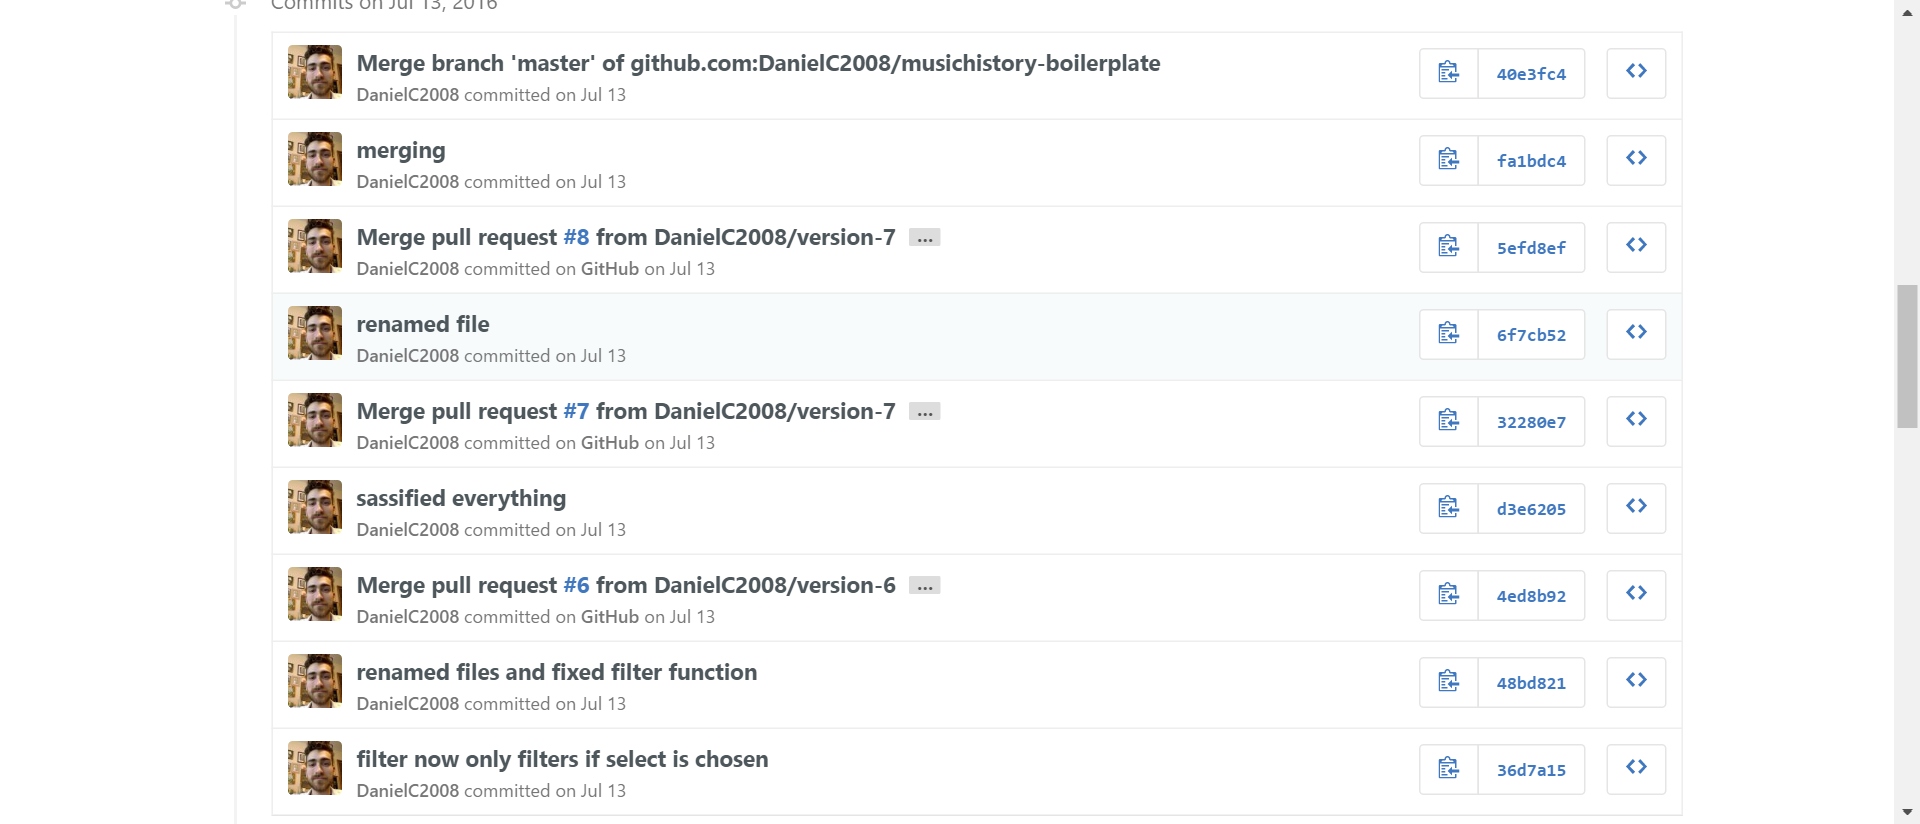 Commits on Jul 13, 2016
Merge branch 'master' of github.com:DanielC2008/musichistory-boilerplate
DanielC2008 committed on Jul 13
40e3fc4
merging
DanielC2008 committed on Jul 13
fa1bdc4
Merge pull request #8 from DanielC2008/version-7 …
DanielC2008 committed on GitHub on Jul 13
5efd8ef
renamed file
DanielC2008 committed on Jul 13
6f7cb52
Merge pull request #7 from DanielC2008/version-7 …
DanielC2008 committed on GitHub on Jul 13
32280e7
sassified everything
DanielC2008 committed on Jul 13
d3e6205
Merge pull request #6 from DanielC2008/version-6 …
DanielC2008 committed on GitHub on Jul 13
4ed8b92
renamed files and fixed filter function
DanielC2008 committed on Jul 13
48bd821
filter now only filters if select is chosen
DanielC2008 committed on Jul 13
36d7a15